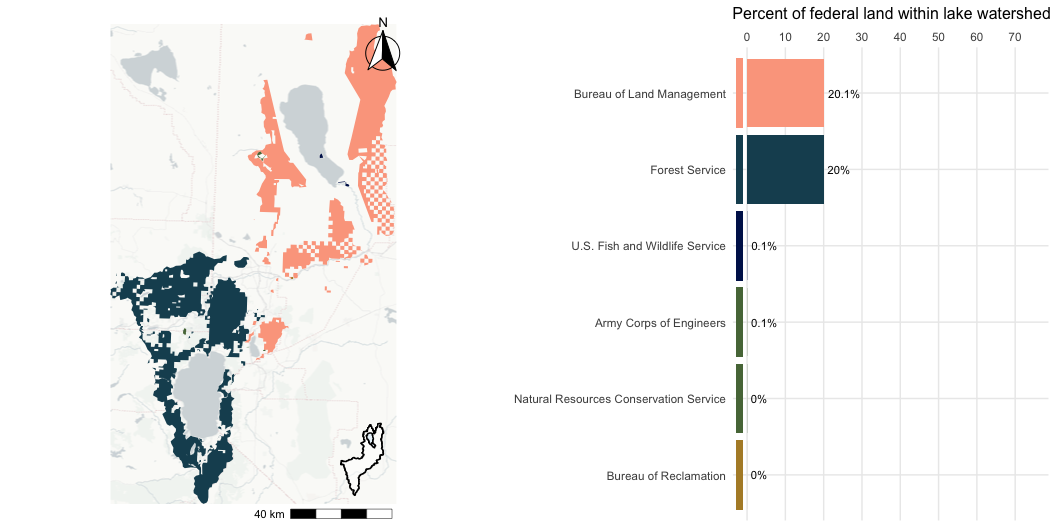 N
40 km
Percent of federal land within lake watershed
0 10 20 30 40 50 60 70
Bureau of Land Management 20.1%
Forest Service 20%
U.S. Fish and Wildlife Service 0.1%
Army Corps of Engineers 0.1%
Natural Resources Conservation Service 0%
Bureau of Reclamation 0%